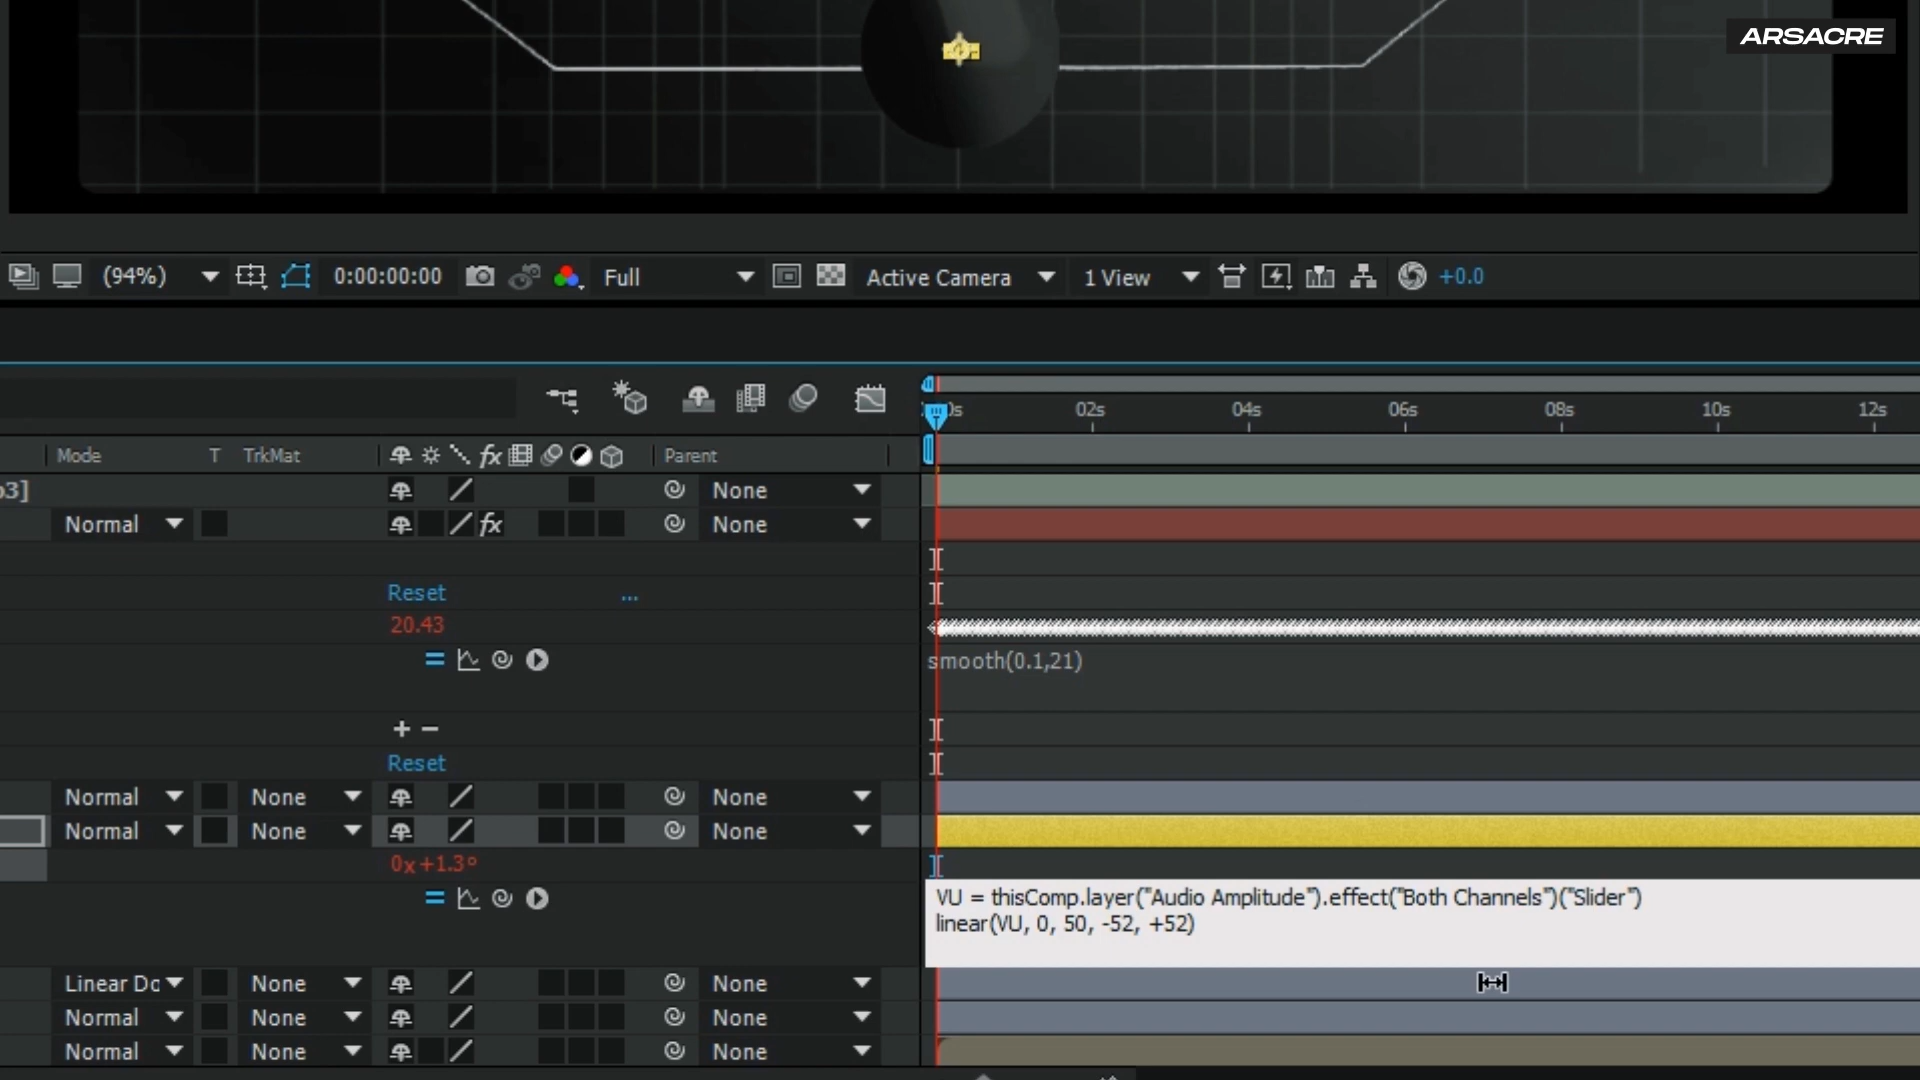 ARSACRE
(94%) 0:00:00:00 Full Active Camera 1 View +0.0
02s 04s 06s 08s 10s 12s
Mode T TrkMat fx Parent
3] None
Normal fx None
Reset ...
20.43
smooth(0.1,21)
+ −
Reset
Normal None None
Normal None None
0x+1.3°
VU = thisComp.layer("Audio Amplitude").effect("Both Channels")("Slider")
linear(VU, 0, 50, -52, +52)
Linear Do None None
Normal None None
Normal None None